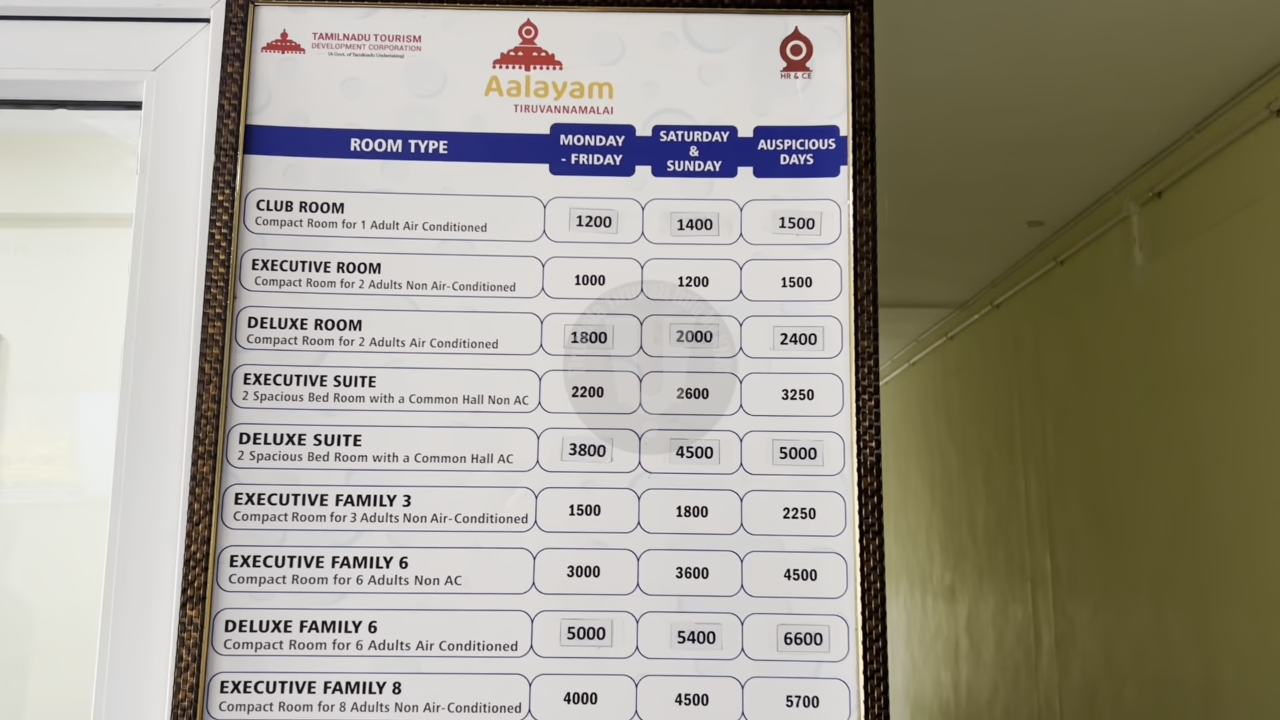 TAMILNADU TOURISM
DEVELOPMENT CORPORATION
(A Govt. of Tamilnadu Undertaking)
Aalayam
TIRUVANNAMALAI
HR & CE
ROOM TYPE
MONDAY
- FRIDAY
SATURDAY
&
SUNDAY
AUSPICIOUS
DAYS
CLUB ROOM
Compact Room for 1 Adult Air Conditioned
1200 1400 1500
EXECUTIVE ROOM
Compact Room for 2 Adults Non Air-Conditioned
1000 1200 1500
DELUXE ROOM
Compact Room for 2 Adults Air Conditioned
1800 2000 2400
EXECUTIVE SUITE
2 Spacious Bed Room with a Common Hall Non AC
2200 2600 3250
DELUXE SUITE
2 Spacious Bed Room with a Common Hall AC
3800 4500 5000
EXECUTIVE FAMILY 3
Compact Room for 3 Adults Non Air-Conditioned
1500 1800 2250
EXECUTIVE FAMILY 6
Compact Room for 6 Adults Non AC
3000 3600 4500
DELUXE FAMILY 6
Compact Room for 6 Adults Air Conditioned
5000 5400 6600
EXECUTIVE FAMILY 8
Compact Room for 8 Adults Non Air-Conditioned
4000 4500 5700